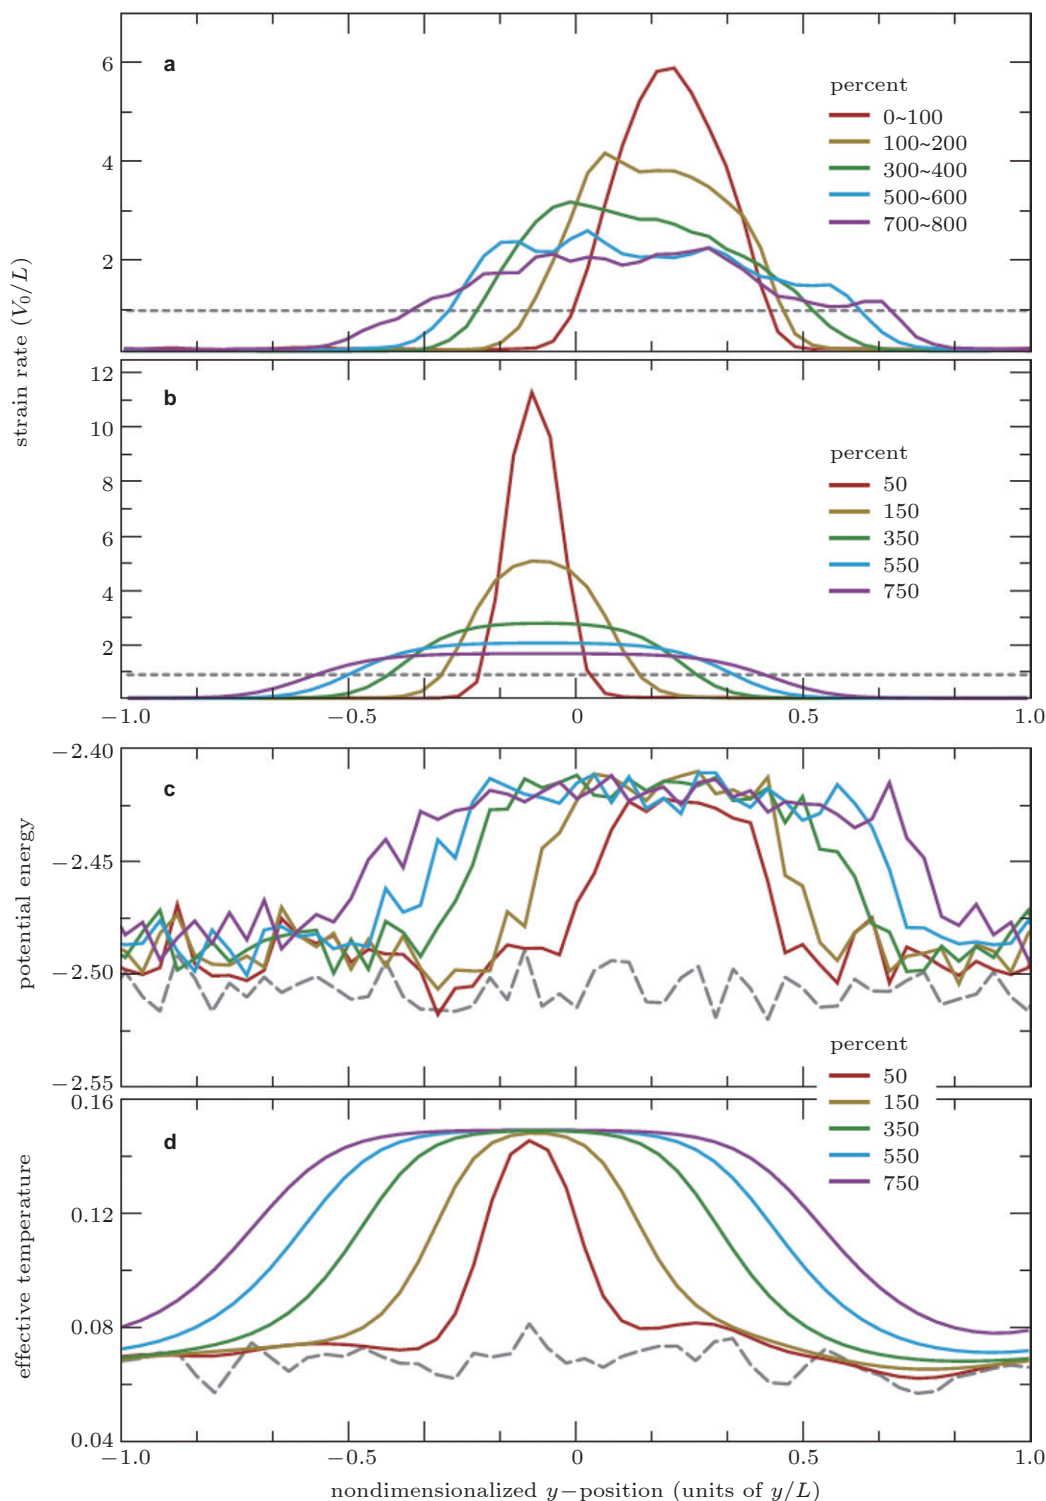 a
6
4
2
percent
0~100
100~200
300~400
500~600
700~800
strain rate (V₀/L)
b
12
10
8
6
4
2
percent
50
150
350
550
750
−1.0 −0.5 0 0.5 1.0
c
−2.40
−2.45
−2.50
−2.55
potential energy
percent
50
150
350
550
750
d
0.16
0.12
0.08
0.04
effective temperature
−1.0 −0.5 0 0.5 1.0
nondimensionalized y−position (units of y/L)